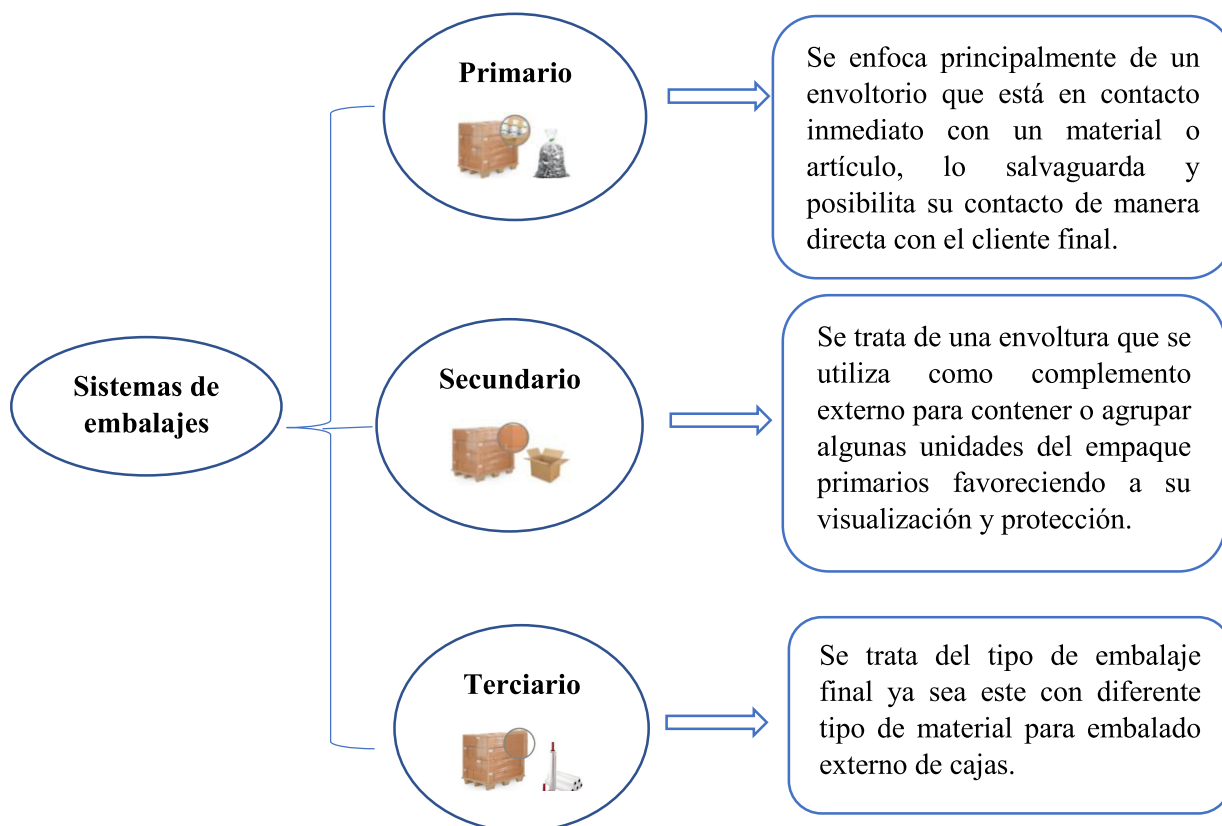 Sistemas de
embalajes
Primario
Se enfoca principalmente de un
envoltorio que está en contacto
inmediato con un material o
artículo, lo salvaguarda y
posibilita su contacto de manera
directa con el cliente final.
Secundario
Se trata de una envoltura que se
utiliza como complemento
externo para contener o agrupar
algunas unidades del empaque
primarios favoreciendo a su
visualización y protección.
Terciario
Se trata del tipo de embalaje
final ya sea este con diferente
tipo de material para embalado
externo de cajas.